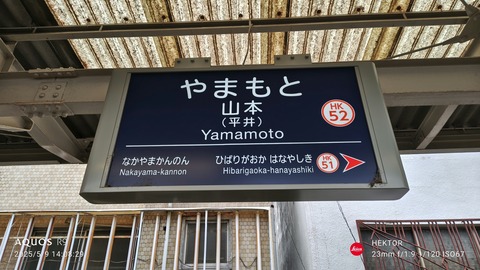 やまもと
山本
(平井)
Yamamoto
HK
52
なかやまかんのん
Nakayama-kannon
ひばりがおか はなやしき
Hibarigaoka-hanayashiki
HK
51
AQUOS R9
2025/5/9 14:08:29
Leica
HEKTOR
23mm f/1.9 1/120 ISO67